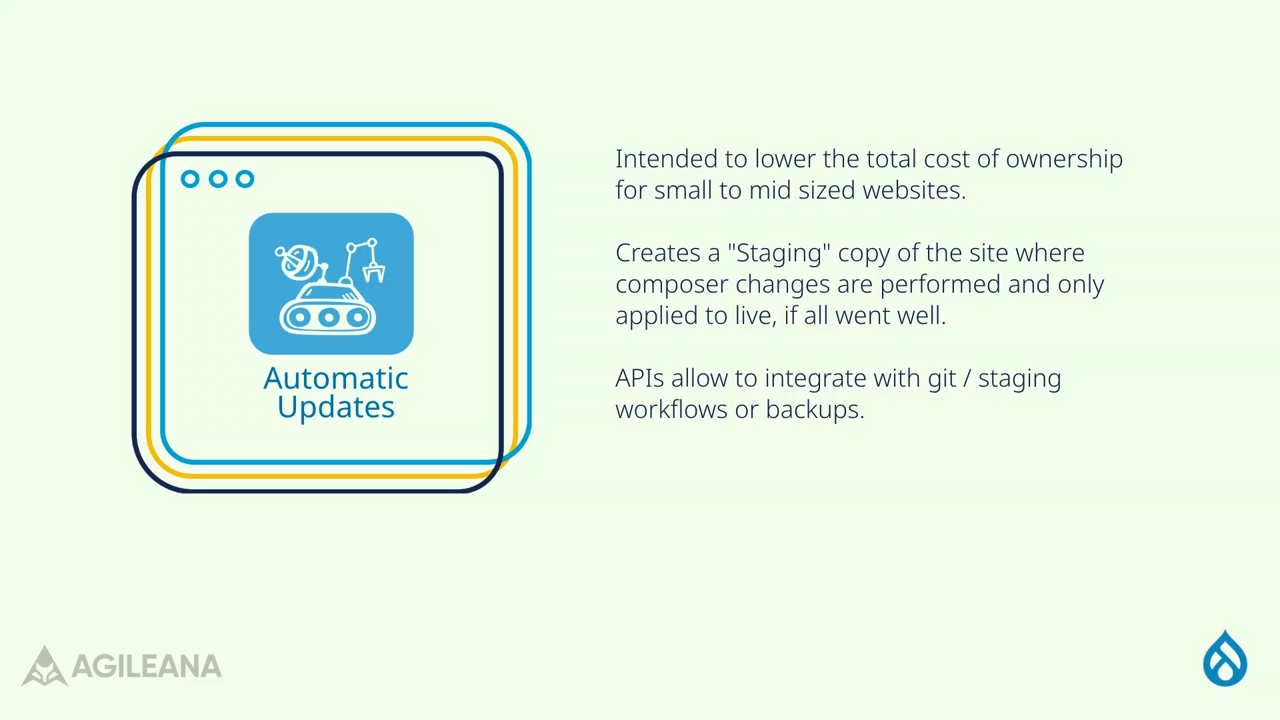 Automatic
Updates
Intended to lower the total cost of ownership
for small to mid sized websites.
Creates a "Staging" copy of the site where
composer changes are performed and only
applied to live, if all went well.
APIs allow to integrate with git / staging
workflows or backups.
AGILEANA